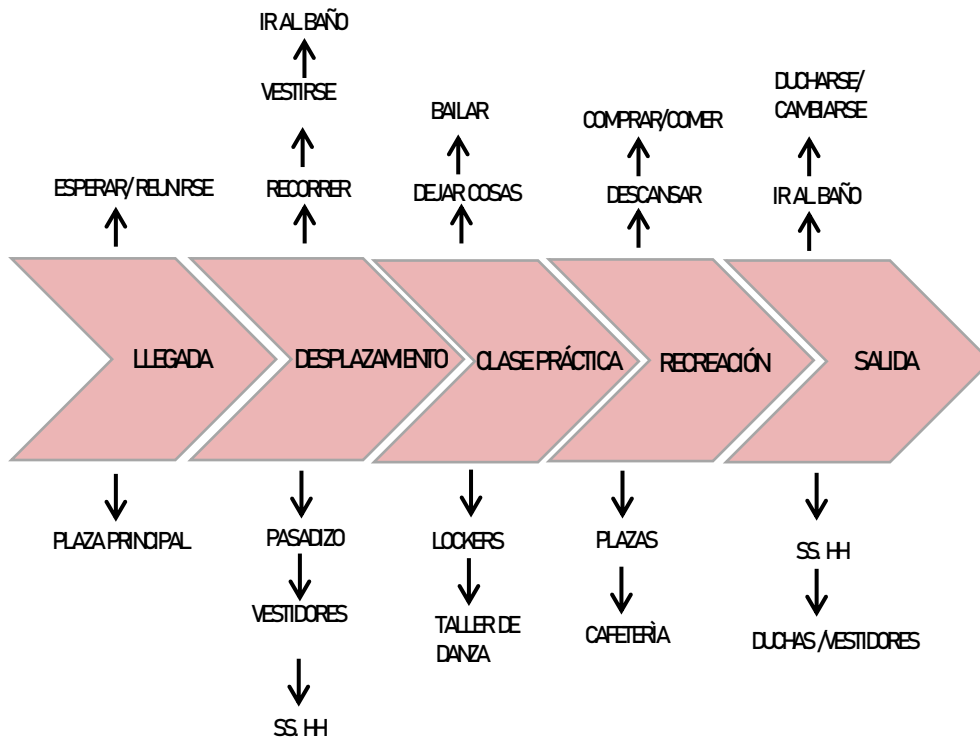 IR AL BAÑO
VESTIRSE
RECORRER
BAILAR
DEJAR COSAS
COMPRAR/COMER
DESCANSAR
DUCHARSE/
CAMBIARSE
IR AL BAÑO
ESPERAR/ REUNIRSE
LLEGADA
DESPLAZAMIENTO
CLASE PRÁCTICA
RECREACIÓN
SALIDA
PLAZA PRINCIPAL
PASADIZO
VESTIDORES
SS. HH
LOCKERS
TALLER DE
DANZA
PLAZAS
CAFETERÌA
SS. HH
DUCHAS /VESTIDORES